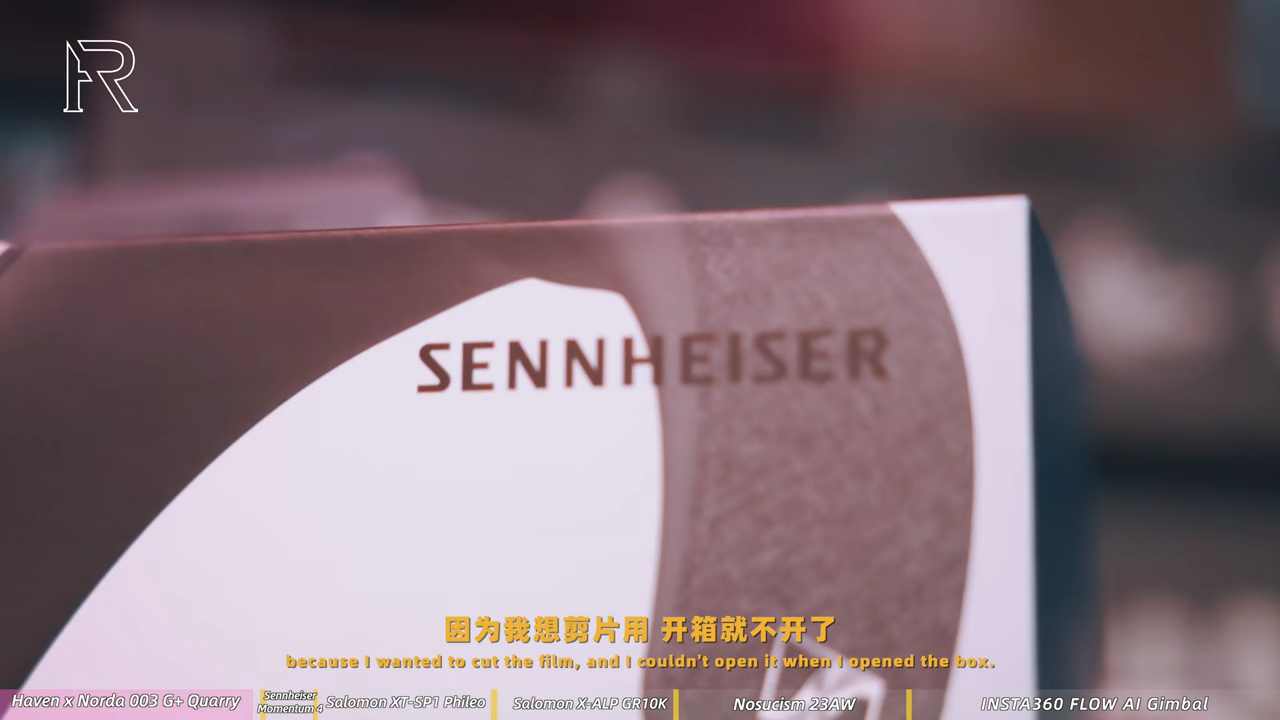 SENNHEISER
因为我想剪片用 开箱就不开了
because I wanted to cut the film, and I couldn't open it when I opened the box.
Haven x Norda 003 G+ Quarry
Sennheiser
Momentum 4
Salomon XT-SP1 Phileo
Salomon X-ALP GR10K
Nosucism 23AW
INSTA360 FLOW AI Gimbal